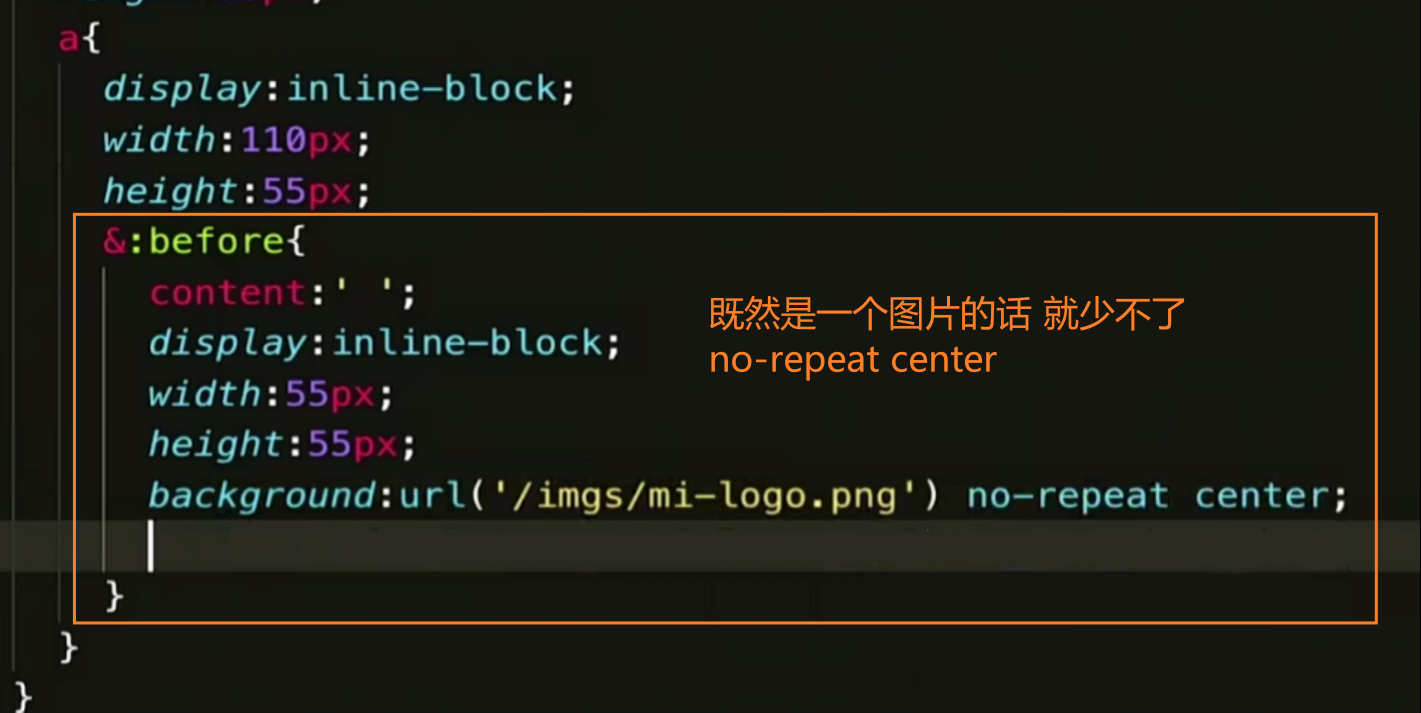 a{
display:inline-block;
width:110px;
height:55px;
&:before{
content:' ';
display:inline-block;
width:55px;
height:55px;
background:url('/imgs/mi-logo.png') no-repeat center;
}
}
}
既然是一个图片的话 就少不了
no-repeat center